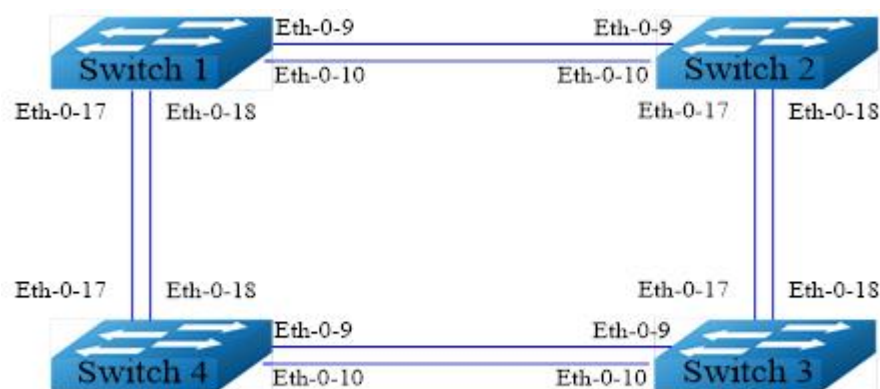 Eth-0-9 Eth-0-9
Switch 1 Switch 2
Eth-0-10 Eth-0-10
Eth-0-17 Eth-0-18 Eth-0-17 Eth-0-18
Eth-0-17 Eth-0-18 Eth-0-17 Eth-0-18
Eth-0-9 Eth-0-9
Switch 4 Switch 3
Eth-0-10 Eth-0-10